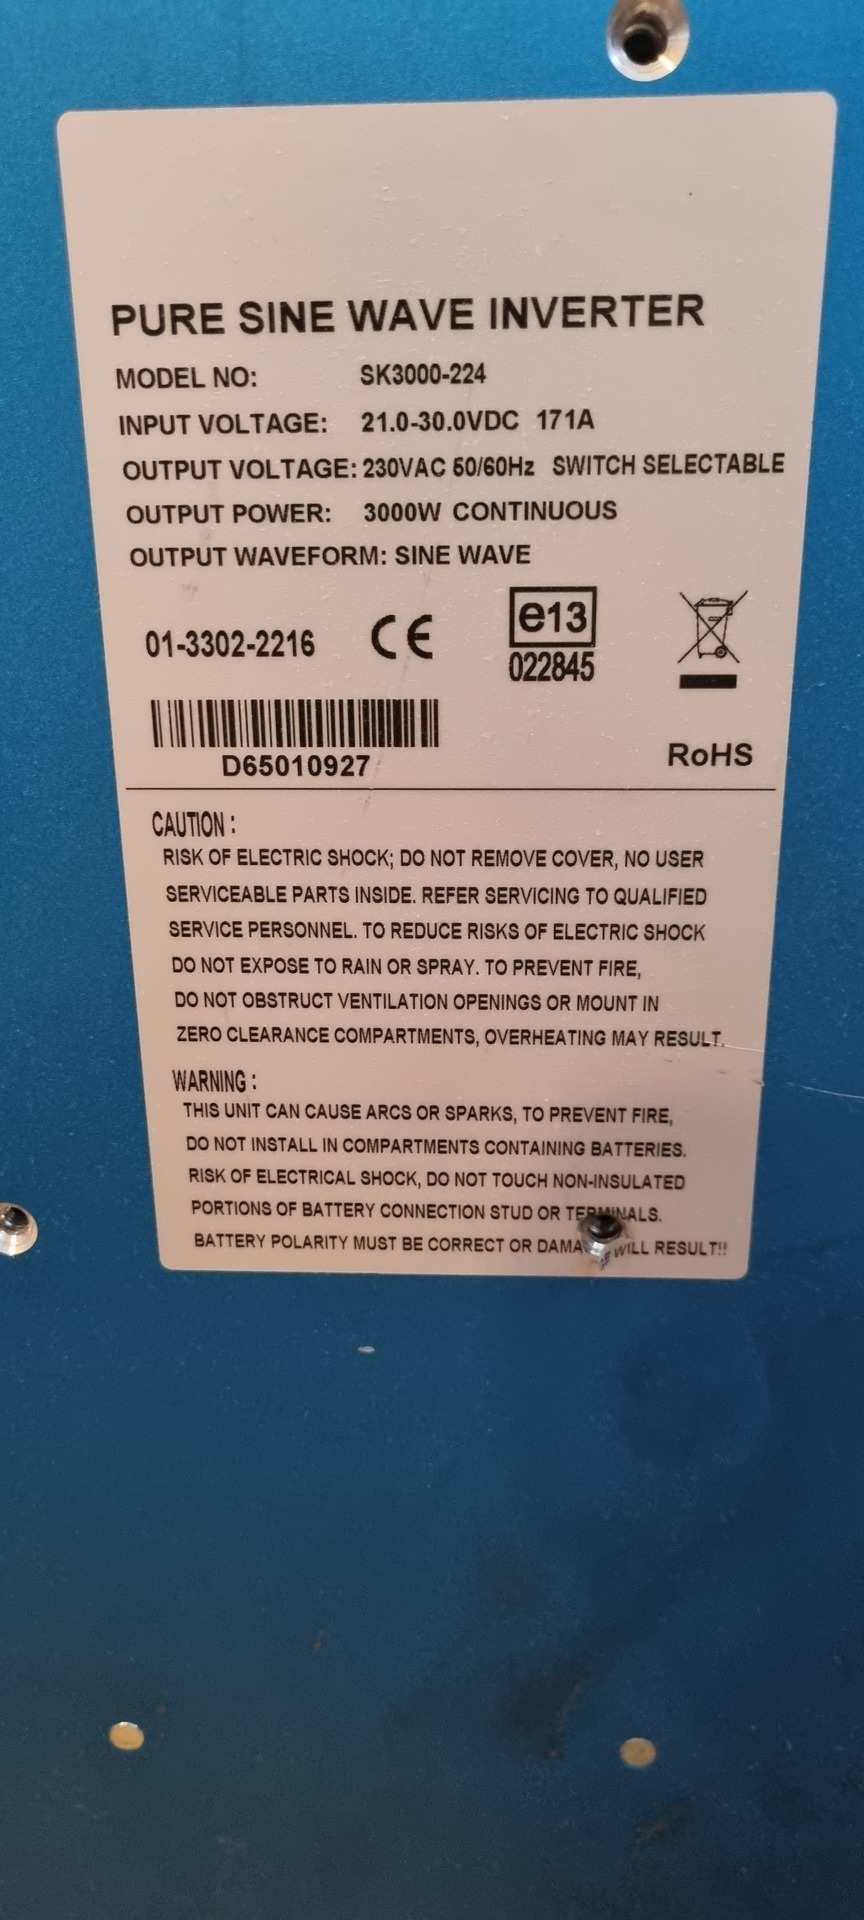 PURE SINE WAVE INVERTER
MODEL NO: SK3000-224
INPUT VOLTAGE: 21.0-30.0VDC 171A
OUTPUT VOLTAGE: 230VAC 50/60Hz SWITCH SELECTABLE
OUTPUT POWER: 3000W CONTINUOUS
OUTPUT WAVEFORM: SINE WAVE
01-3302-2216 CE e13
022845
D65010927
RoHS
CAUTION :
RISK OF ELECTRIC SHOCK; DO NOT REMOVE COVER, NO USER
SERVICEABLE PARTS INSIDE. REFER SERVICING TO QUALIFIED
SERVICE PERSONNEL. TO REDUCE RISKS OF ELECTRIC SHOCK
DO NOT EXPOSE TO RAIN OR SPRAY. TO PREVENT FIRE,
DO NOT OBSTRUCT VENTILATION OPENINGS OR MOUNT IN
ZERO CLEARANCE COMPARTMENTS, OVERHEATING MAY RESULT.
WARNING :
THIS UNIT CAN CAUSE ARCS OR SPARKS, TO PREVENT FIRE,
DO NOT INSTALL IN COMPARTMENTS CONTAINING BATTERIES.
RISK OF ELECTRICAL SHOCK, DO NOT TOUCH NON-INSULATED
PORTIONS OF BATTERY CONNECTION STUD OR TERMINALS.
BATTERY POLARITY MUST BE CORRECT OR DAMAGE WILL RESULT!!